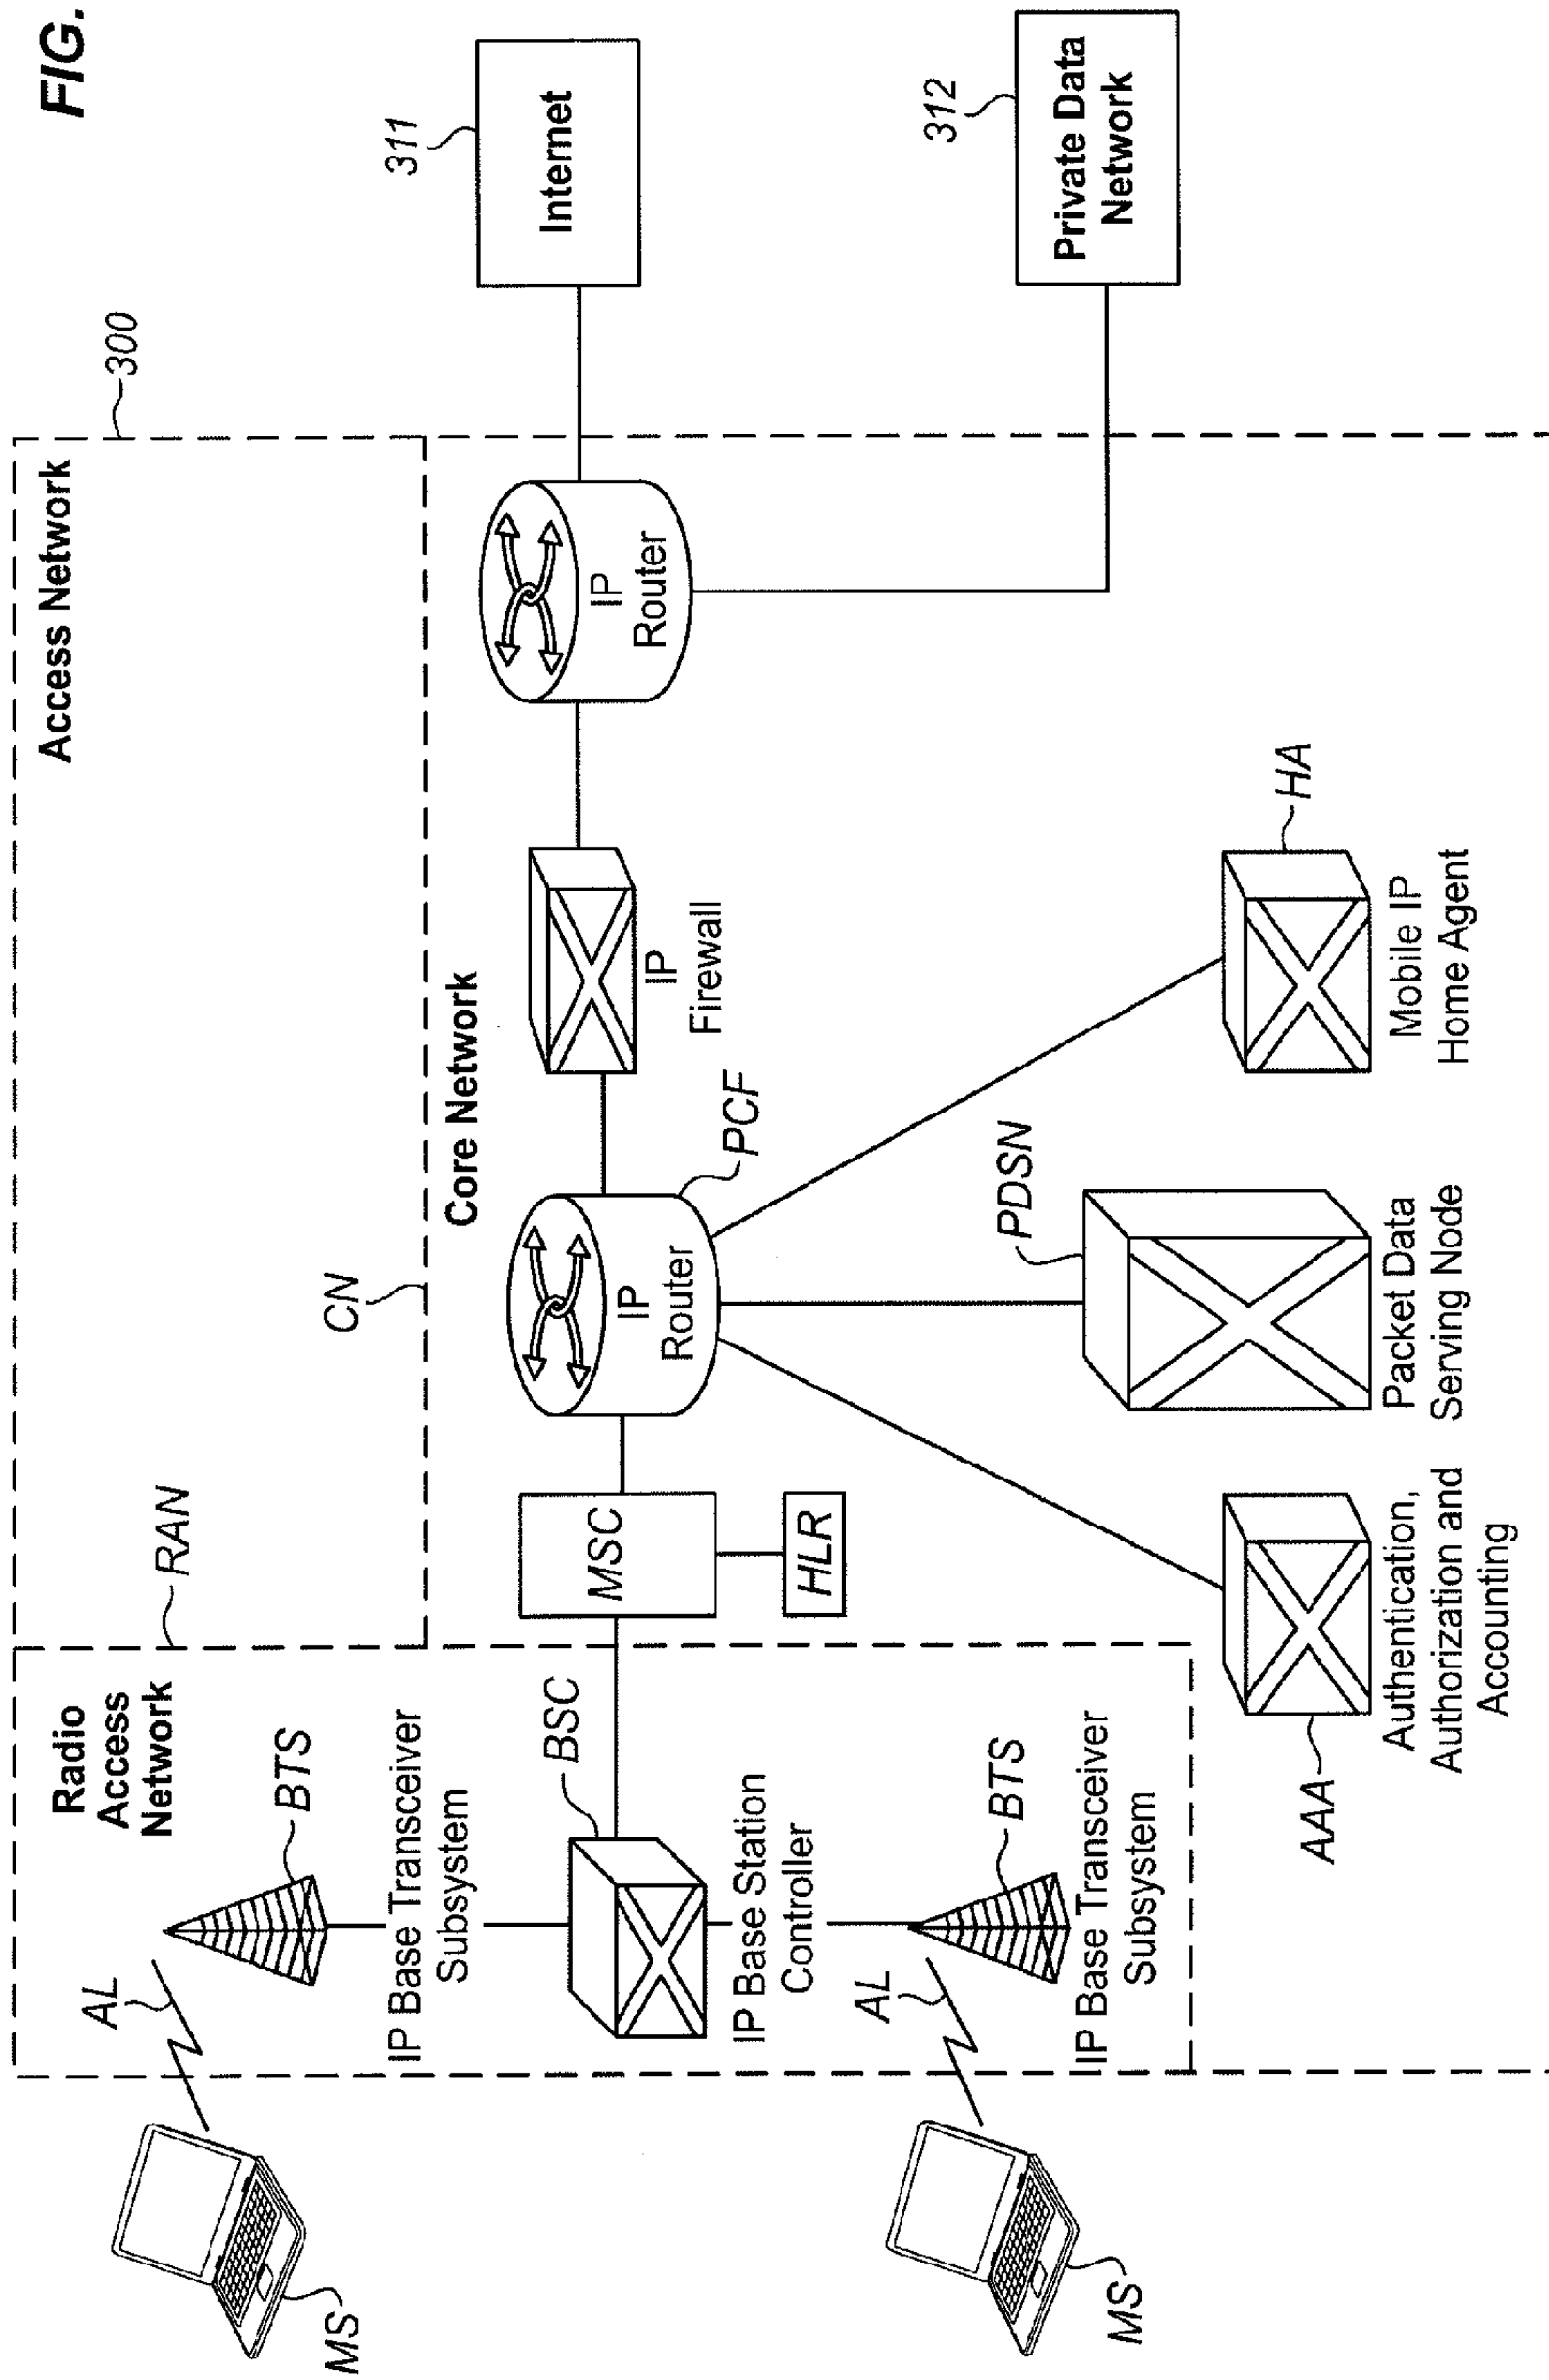 FIG.
Access Network
300
Radio
Access
Network
RAN
CN
Core Network
AL
BTS
IP Base Transceiver
Subsystem
MS
BSC
IP Base Station
Controller
MSC
HLR
IP
Router
PCF
IP
Firewall
IP
Router
Internet
311
Private Data
Network
312
AL
BTS
IP Base Transceiver
Subsystem
MS
AAA
Authentication,
Authorization and
Accounting
PDSN
Packet Data
Serving Node
HA
Mobile IP
Home Agent